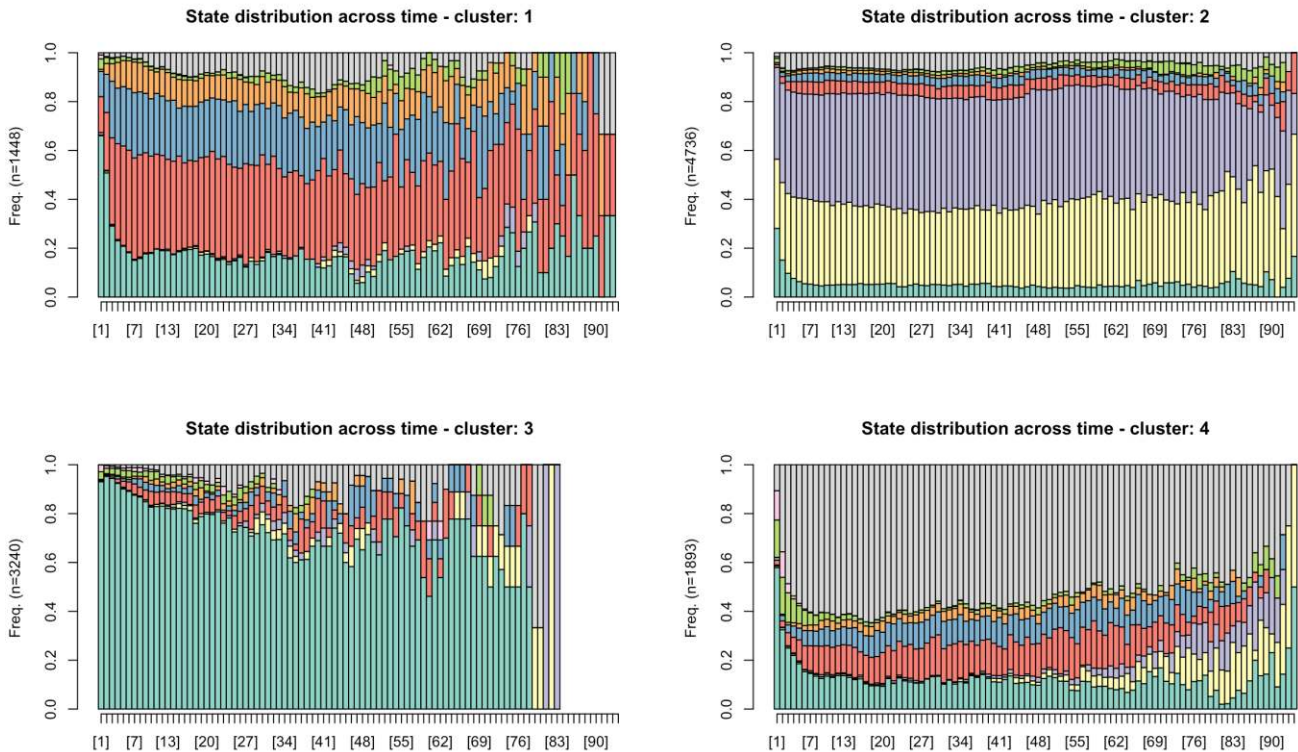 State distribution across time - cluster: 1
Freq. (n=1448)
0.0 0.2 0.4 0.6 0.8 1.0
[1] [7] [13] [20] [27] [34] [41] [48] [55] [62] [69] [76] [83] [90]
State distribution across time - cluster: 2
Freq. (n=4736)
0.0 0.2 0.4 0.6 0.8 1.0
[1] [7] [13] [20] [27] [34] [41] [48] [55] [62] [69] [76] [83] [90]
State distribution across time - cluster: 3
Freq. (n=3240)
0.0 0.2 0.4 0.6 0.8 1.0
[1] [7] [13] [20] [27] [34] [41] [48] [55] [62] [69] [76] [83] [90]
State distribution across time - cluster: 4
Freq. (n=1893)
0.0 0.2 0.4 0.6 0.8 1.0
[1] [7] [13] [20] [27] [34] [41] [48] [55] [62] [69] [76] [83] [90]